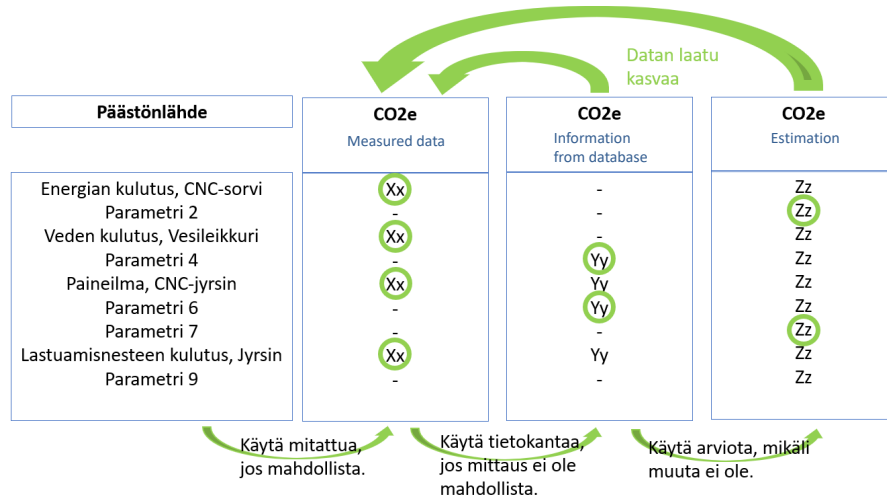 Datan laatu
kasvaa
Päästönlähde
CO2e
Measured data
CO2e
Information
from database
CO2e
Estimation
Energian kulutus, CNC-sorvi Xx - Zz
Parametri 2 - - Zz
Veden kulutus, Vesileikkuri Xx - Zz
Parametri 4 - Yy Zz
Paineilma, CNC-jyrsin Xx Yy Zz
Parametri 6 - Yy Zz
Parametri 7 - - Zz
Lastuamisnesteen kulutus, Jyrsin Xx Yy Zz
Parametri 9 - - Zz
Käytä mitattua,
jos mahdollista.
Käytä tietokantaa,
jos mittaus ei ole
mahdollista.
Käytä arviota, mikäli
muuta ei ole.